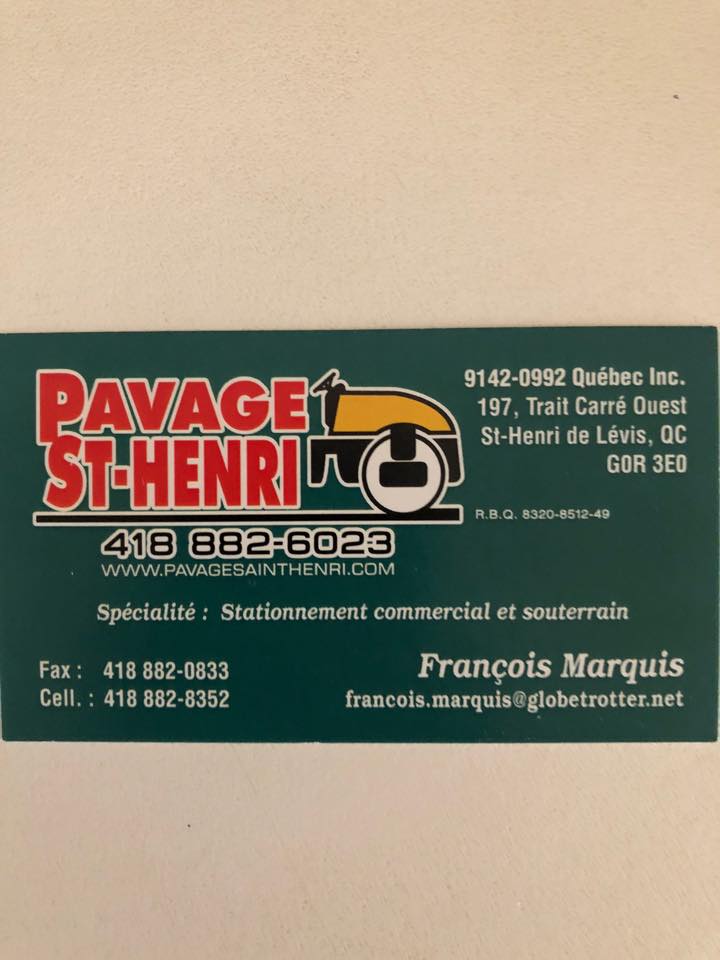 PAVAGE
ST-HENRI
418 882-6023
WWW.PAVAGESAINTHENRI.COM
9142-0992 Québec Inc.
197, Trait Carré Ouest
St-Henri de Lévis, QC
G0R 3E0
R.B.Q. 8320-8512-49
Spécialité : Stationnement commercial et souterrain
Fax : 418 882-0833
Cell. : 418 882-8352
François Marquis
francois.marquis@globetrotter.net